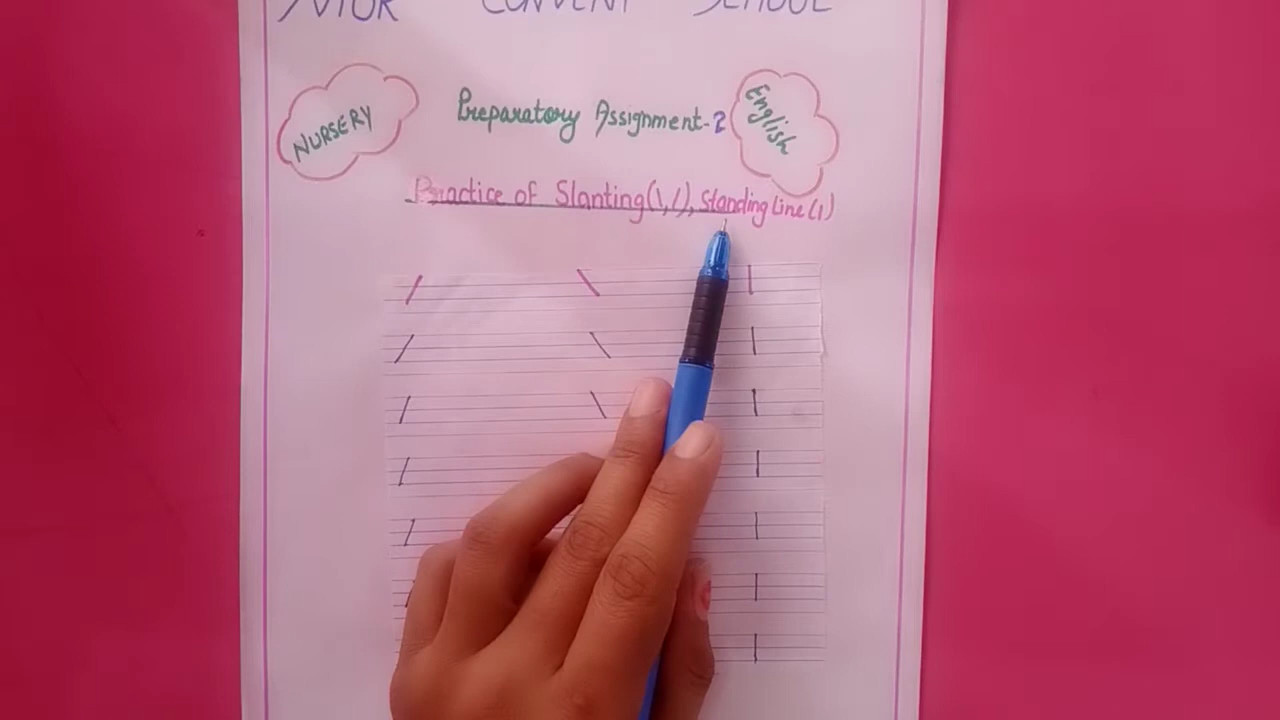 CONVENT SCHOOL
NURSERY
Preparatory Assignment-2
English
Practice of Slanting(\,/), Standing Line(|)
/ \ |
/ \ |
/ \ |
/ |
/ |
|
|